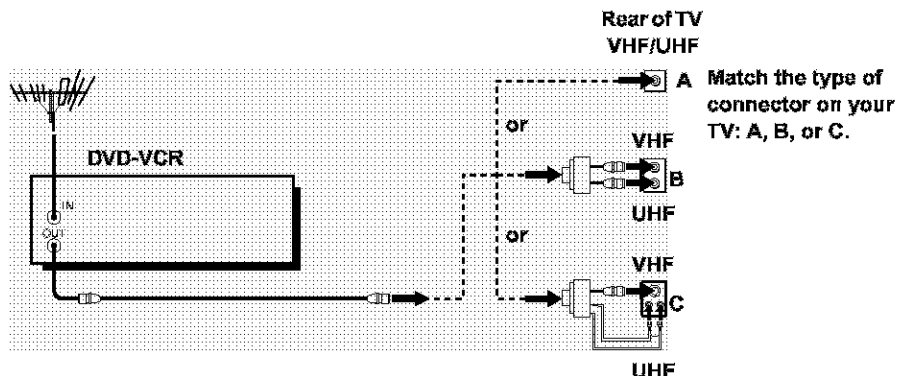 Rear of TV
VHF/UHF
A
Match the type of
connector on your
TV: A, B, or C.
or
VHF
DVD-VCR
B
IN
UHF
OUT
or
VHF
C
UHF